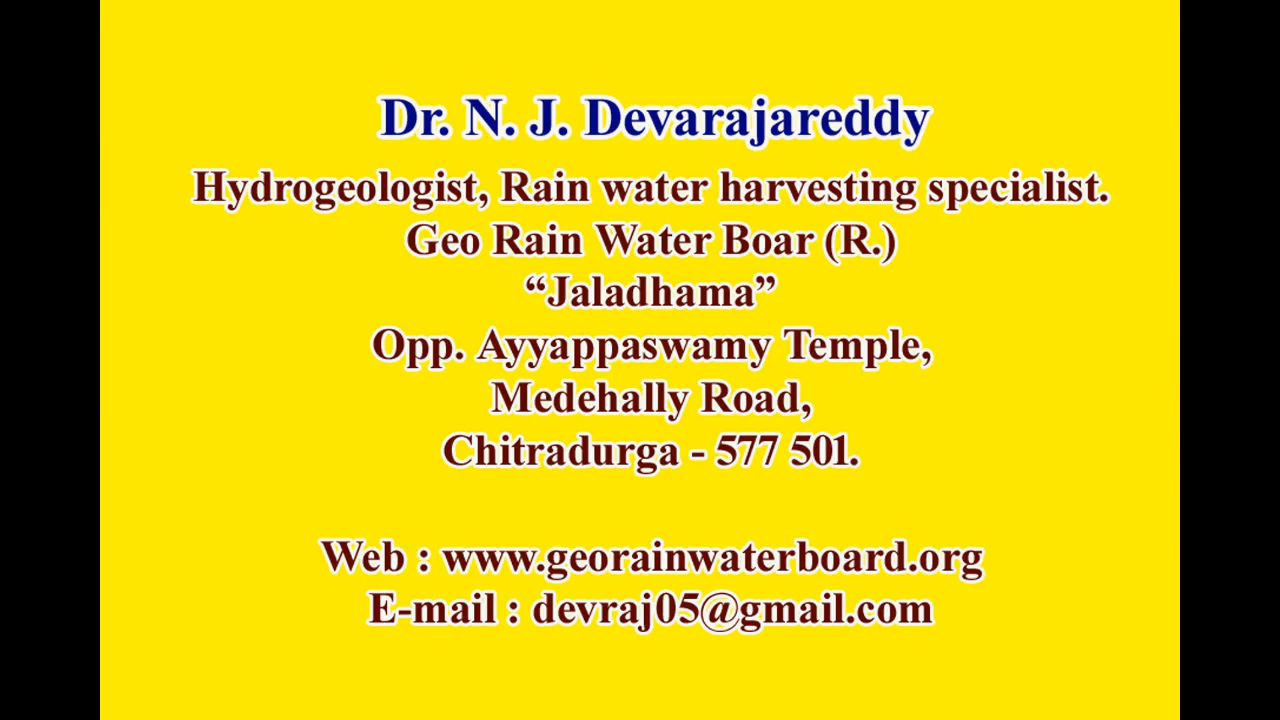 Dr. N. J. Devarajareddy
Hydrogeologist, Rain water harvesting specialist.
Geo Rain Water Boar (R.)
“Jaladhama”
Opp. Ayyappaswamy Temple,
Medehally Road,
Chitradurga - 577 501.
Web : www.georainwaterboard.org
E-mail : devraj05@gmail.com